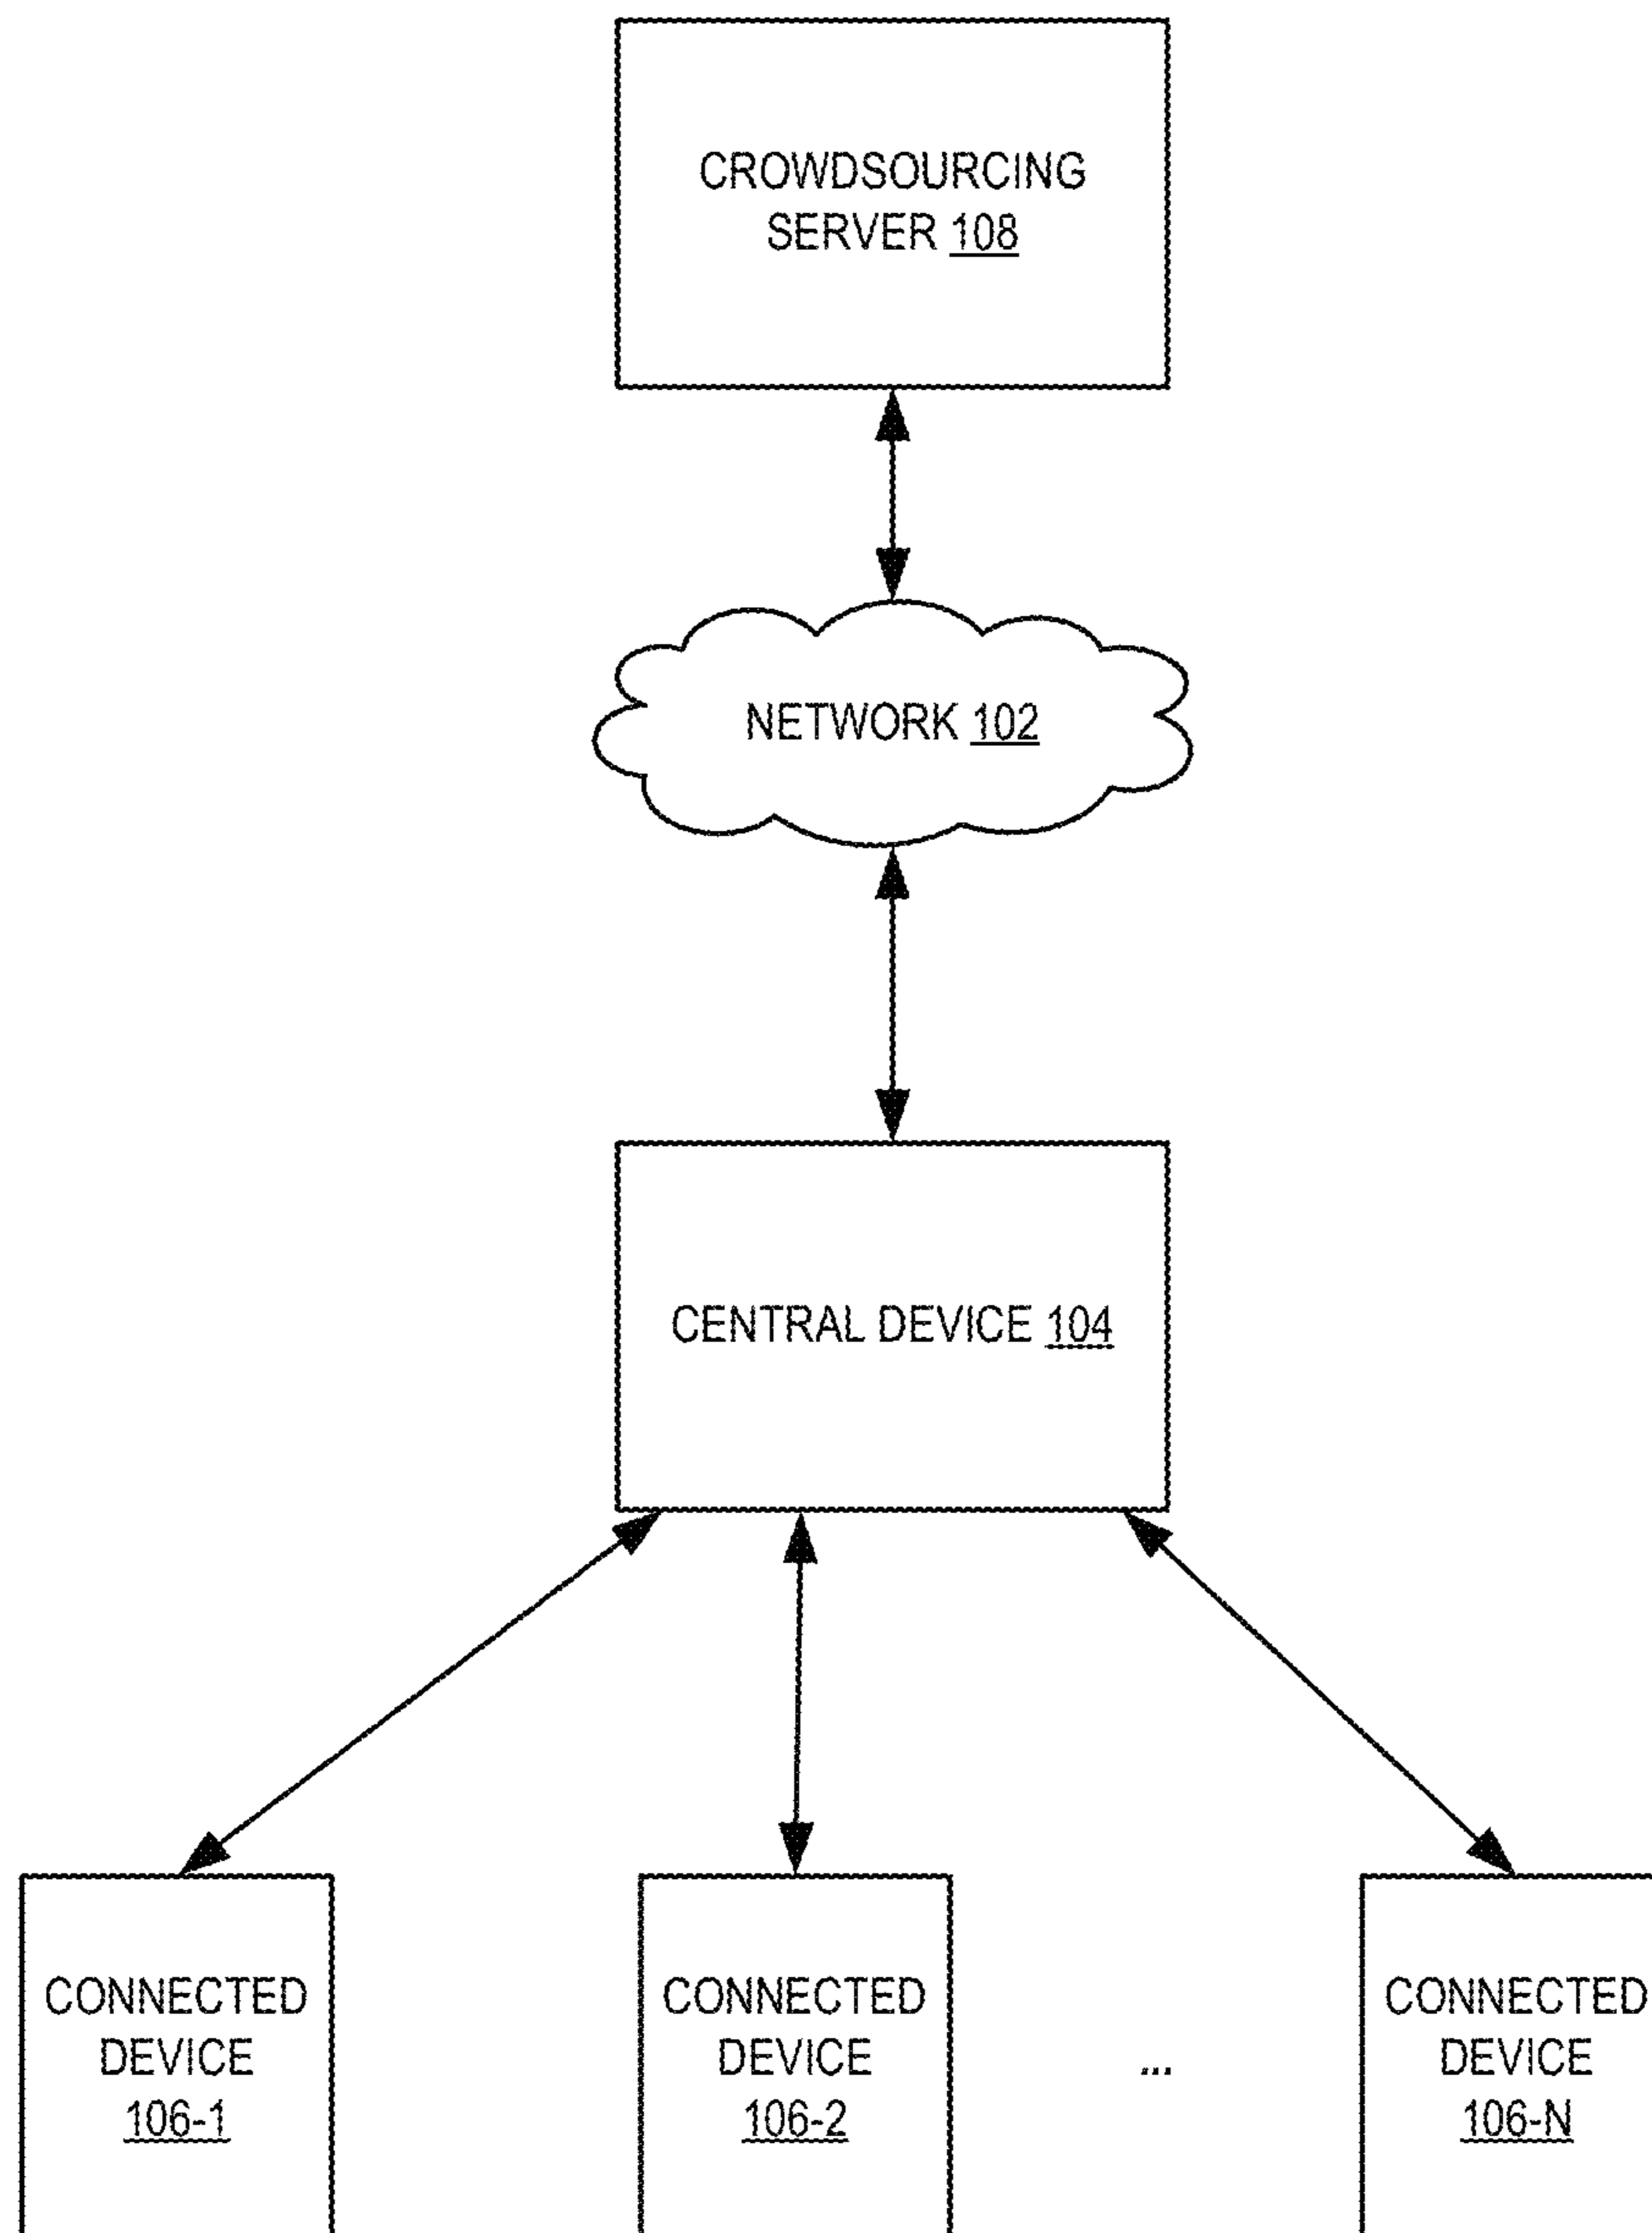 CROWDSOURCING
SERVER 108
NETWORK 102
CENTRAL DEVICE 104
CONNECTED
DEVICE
106-1
CONNECTED
DEVICE
106-2
...
CONNECTED
DEVICE
106-N